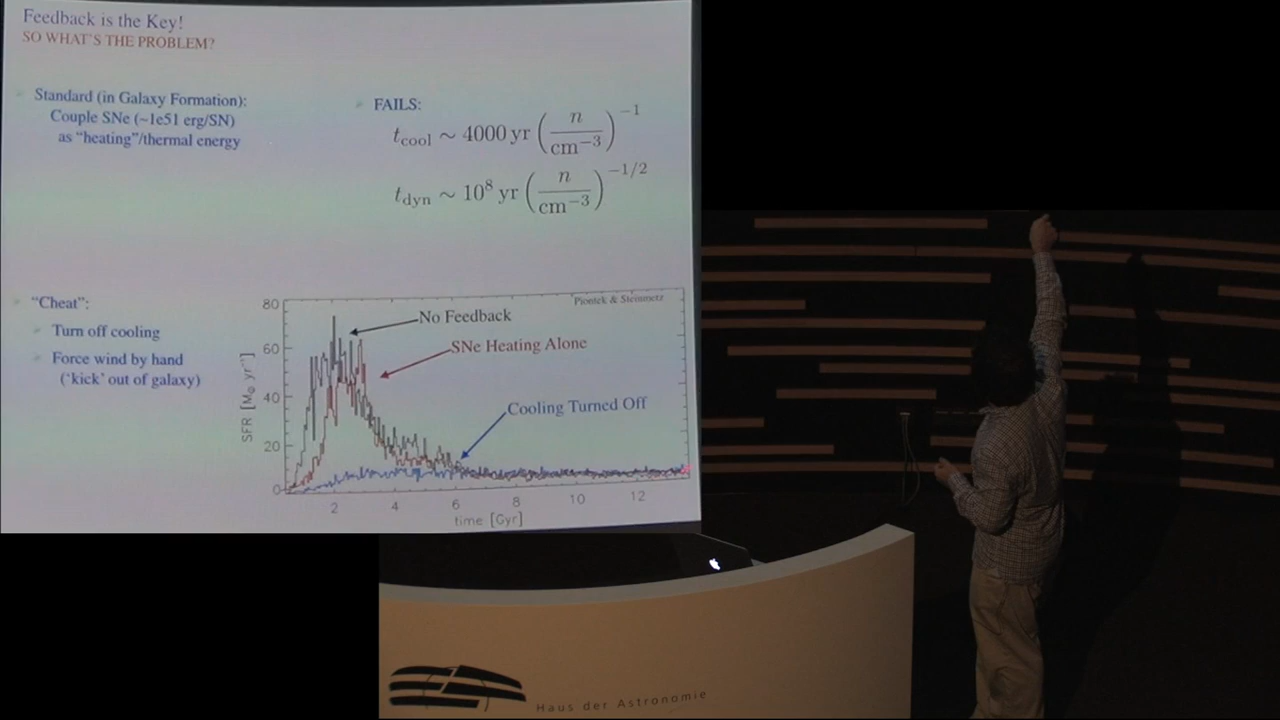 Feedback is the Key!
SO WHAT'S THE PROBLEM?
Standard (in Galaxy Formation):
Couple SNe (~1e51 erg/SN)
as "heating"/thermal energy
FAILS:
t_cool ~ 4000 yr (n/cm^-3)^-1
t_dyn ~ 10^8 yr (n/cm^-3)^-1/2
"Cheat":
Turn off cooling
Force wind by hand
('kick' out of galaxy)
Piontek & Steinmetz
No Feedback
SNe Heating Alone
Cooling Turned Off
SFR [M⊙ yr^-1]
80
60
40
20
0
2 4 6 8 10 12
time [Gyr]
Haus der Astronomie